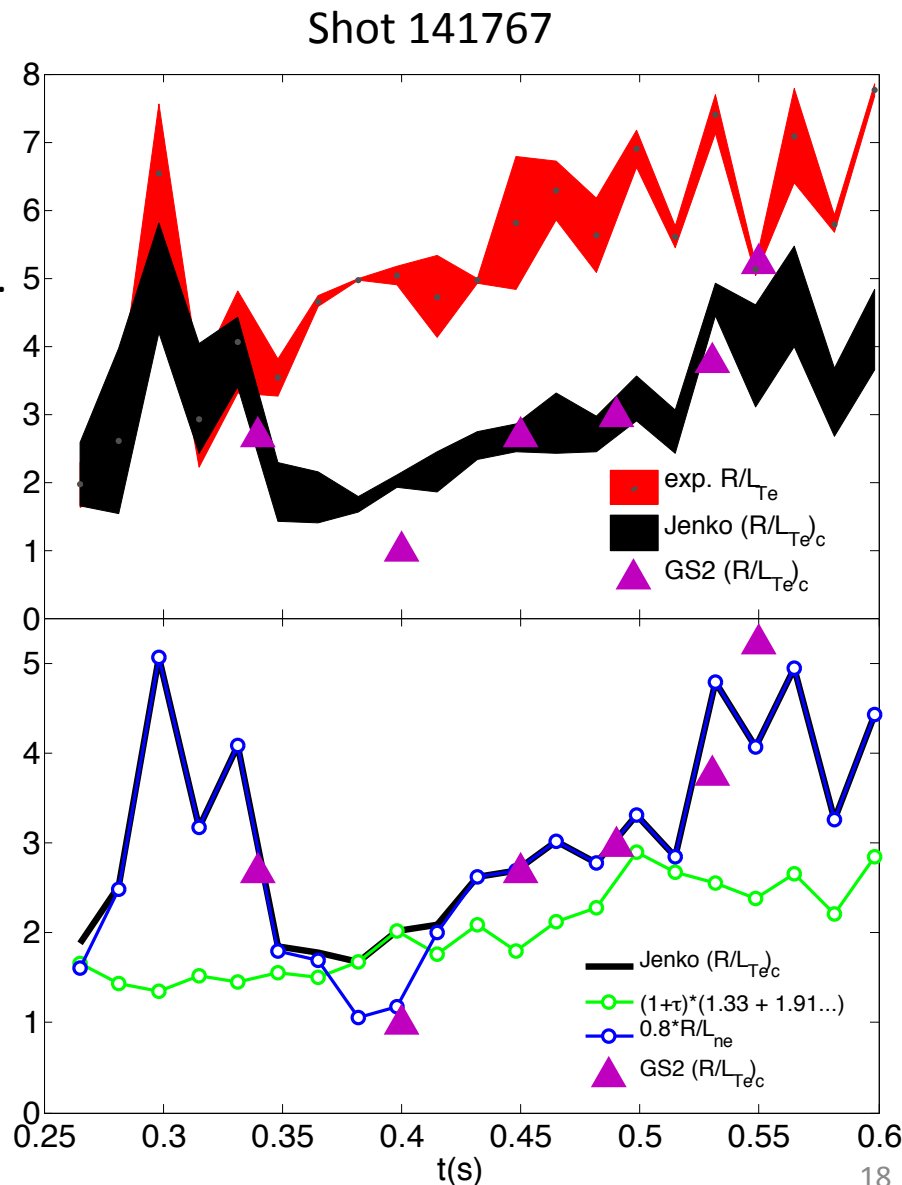 Shot 141767
8
7
6
5
4
3
2
1
0
exp. R/L_Te
Jenko (R/L_Te)_c
GS2 (R/L_Te)_c
5
4
3
2
1
0
Jenko (R/L_Te)_c
(1+τ)*(1.33 + 1.91...)
0.8*R/L_ne
GS2 (R/L_Te)_c
0.25 0.3 0.35 0.4 0.45 0.5 0.55 0.6
t(s)
18